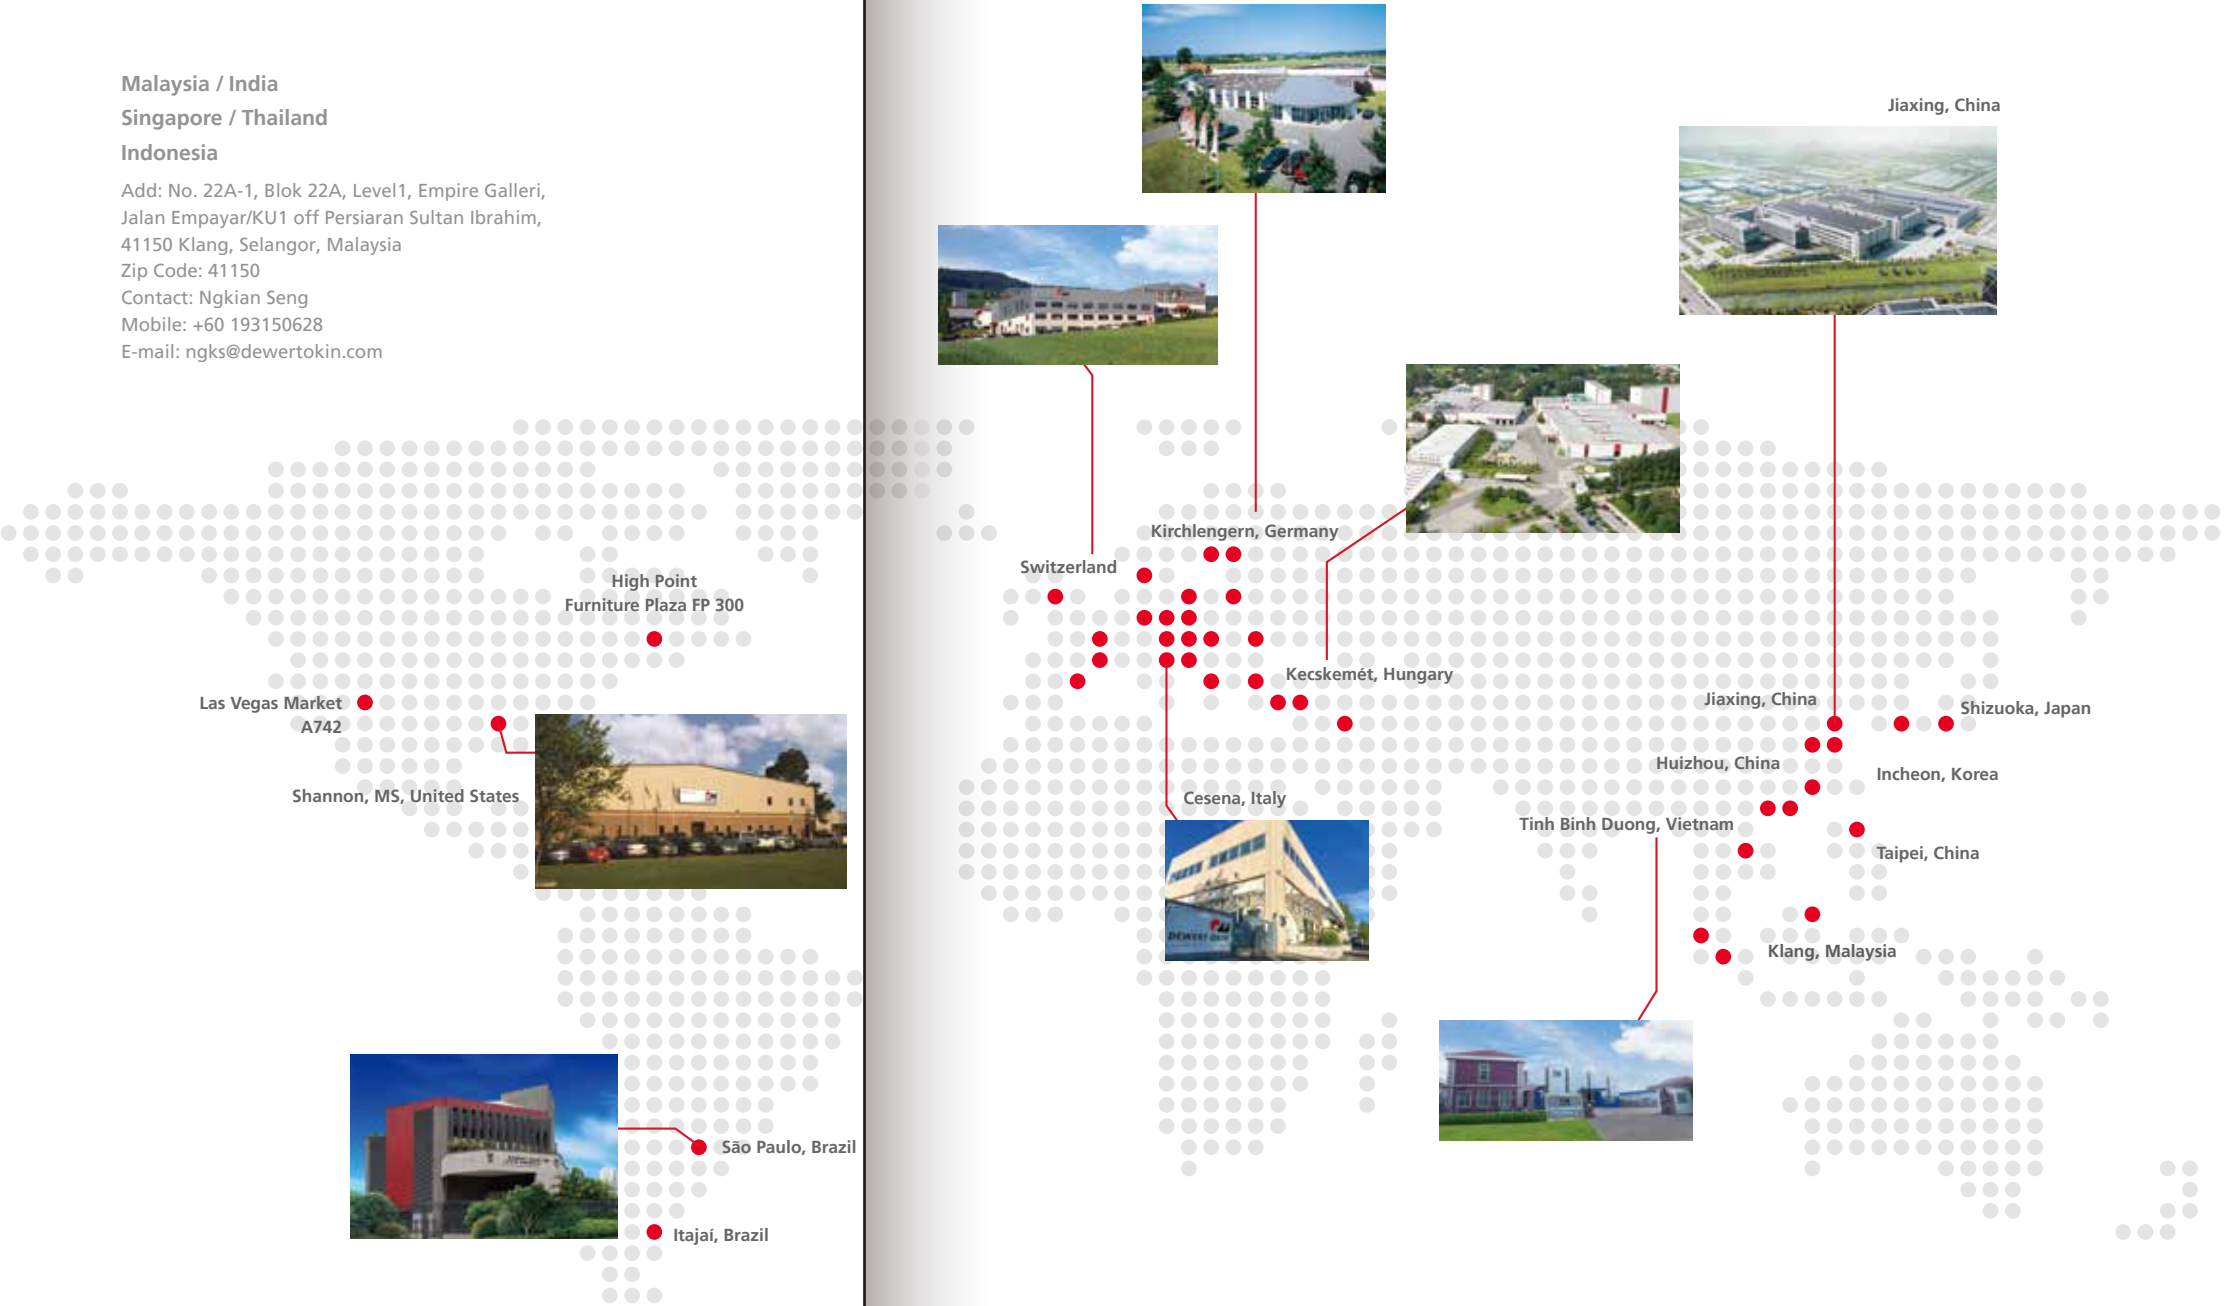 Malaysia / India
Singapore / Thailand
Indonesia
Add: No. 22A-1, Blok 22A, Level1, Empire Galleri,
Jalan Empayar/KU1 off Persiaran Sultan Ibrahim,
41150 Klang, Selangor, Malaysia
Zip Code: 41150
Contact: Ngkian Seng
Mobile: +60 193150628
E-mail: ngks@dewertokin.com
High Point
Furniture Plaza FP 300
Las Vegas Market
A742
Shannon, MS, United States
São Paulo, Brazil
Itajaí, Brazil
Jiaxing, China
Kirchlengern, Germany
Switzerland
Kecskemét, Hungary
Jiaxing, China
Shizuoka, Japan
Huizhou, China
Incheon, Korea
Cesena, Italy
Tinh Binh Duong, Vietnam
Taipei, China
DEWERT
Klang, Malaysia